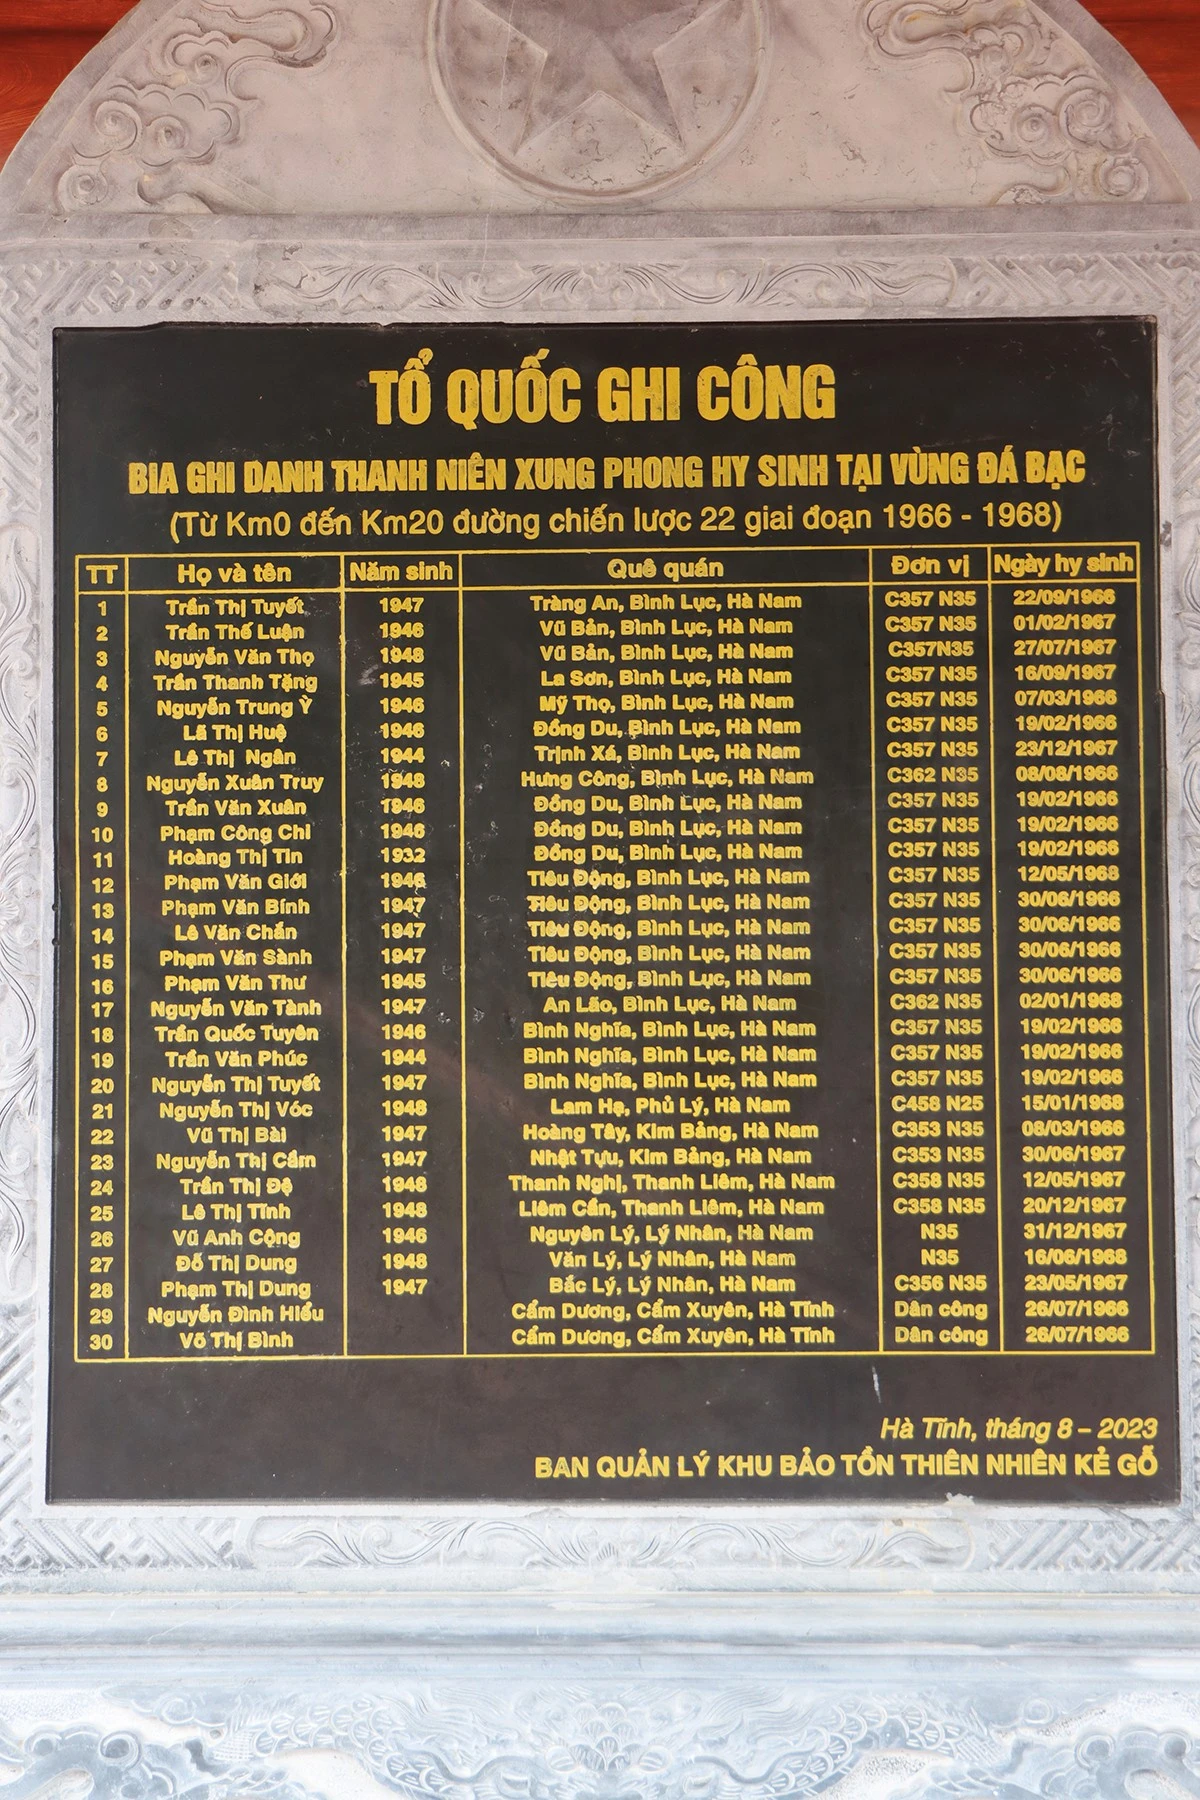 TỔ QUỐC GHI CÔNG
BIA GHI DANH THANH NIÊN XUNG PHONG HY SINH TẠI VÙNG ĐÁ BẠC
(Từ Km0 đến Km20 đường chiến lược 22 giai đoạn 1966 - 1968)
TT Họ và tên Năm sinh Quê quán Đơn vị Ngày hy sinh
1 Trần Thị Tuyết 1947 Tràng An, Bình Lục, Hà Nam C357 N35 22/09/1966
2 Trần Thế Luận 1946 Vũ Bản, Bình Lục, Hà Nam C357 N35 01/02/1967
3 Nguyễn Văn Thọ 1948 Vũ Bản, Bình Lục, Hà Nam C357N35 27/07/1967
4 Trần Thanh Tặng 1945 La Sơn, Bình Lục, Hà Nam C357 N35 16/09/1967
5 Nguyễn Trung Ỳ 1946 Mỹ Thọ, Bình Lục, Hà Nam C357 N35 07/03/1966
6 Lã Thị Huệ 1946 Đồng Du, Bình Lục, Hà Nam C357 N35 19/02/1966
7 Lê Thị Ngân 1944 Trịnh Xá, Bình Lục, Hà Nam C357 N35 23/12/1967
8 Nguyễn Xuân Truy 1948 Hưng Công, Bình Lục, Hà Nam C362 N35 08/08/1966
9 Trần Văn Xuân 1946 Đồng Du, Bình Lục, Hà Nam C357 N35 19/02/1966
10 Phạm Công Chi 1946 Đồng Du, Bình Lục, Hà Nam C357 N35 19/02/1966
11 Hoàng Thị Tin 1932 Đồng Du, Bình Lục, Hà Nam C357 N35 19/02/1966
12 Phạm Văn Giới 1946 Tiêu Động, Bình Lục, Hà Nam C357 N35 12/05/1968
13 Phạm Văn Bính 1947 Tiêu Động, Bình Lục, Hà Nam C357 N35 30/06/1966
14 Lê Văn Chấn 1947 Tiêu Động, Bình Lục, Hà Nam C357 N35 30/06/1966
15 Phạm Văn Sành 1947 Tiêu Động, Bình Lục, Hà Nam C357 N35 30/06/1966
16 Phạm Văn Thư 1945 Tiêu Động, Bình Lục, Hà Nam C357 N35 30/06/1966
17 Nguyễn Văn Tành 1947 An Lão, Bình Lục, Hà Nam C362 N35 02/01/1968
18 Trần Quốc Tuyên 1946 Bình Nghĩa, Bình Lục, Hà Nam C357 N35 19/02/1966
19 Trần Văn Phúc 1944 Bình Nghĩa, Bình Lục, Hà Nam C357 N35 19/02/1966
20 Nguyễn Thị Tuyết 1947 Bình Nghĩa, Bình Lục, Hà Nam C357 N35 19/02/1966
21 Nguyễn Thị Vóc 1948 Lam Hạ, Phủ Lý, Hà Nam C458 N25 15/01/1968
22 Vũ Thị Bài 1947 Hoàng Tây, Kim Bảng, Hà Nam C353 N35 08/03/1966
23 Nguyễn Thị Cầm 1947 Nhật Tựu, Kim Bảng, Hà Nam C353 N35 30/06/1967
24 Trần Thị Đệ 1948 Thanh Nghị, Thanh Liêm, Hà Nam C358 N35 12/05/1967
25 Lê Thị Tĩnh 1948 Liêm Cần, Thanh Liêm, Hà Nam C358 N35 20/12/1967
26 Vũ Anh Cộng 1946 Nguyên Lý, Lý Nhân, Hà Nam N35 31/12/1967
27 Đỗ Thị Dung 1948 Văn Lý, Lý Nhân, Hà Nam N35 16/06/1968
28 Phạm Thị Dung 1947 Bắc Lý, Lý Nhân, Hà Nam C356 N35 23/05/1967
29 Nguyễn Đình Hiểu Cẩm Dương, Cẩm Xuyên, Hà Tĩnh Dân công 26/07/1966
30 Võ Thị Bình Cẩm Dương, Cẩm Xuyên, Hà Tĩnh Dân công 26/07/1966
Hà Tĩnh, tháng 8 – 2023
BAN QUẢN LÝ KHU BẢO TỒN THIÊN NHIÊN KẺ GỖ